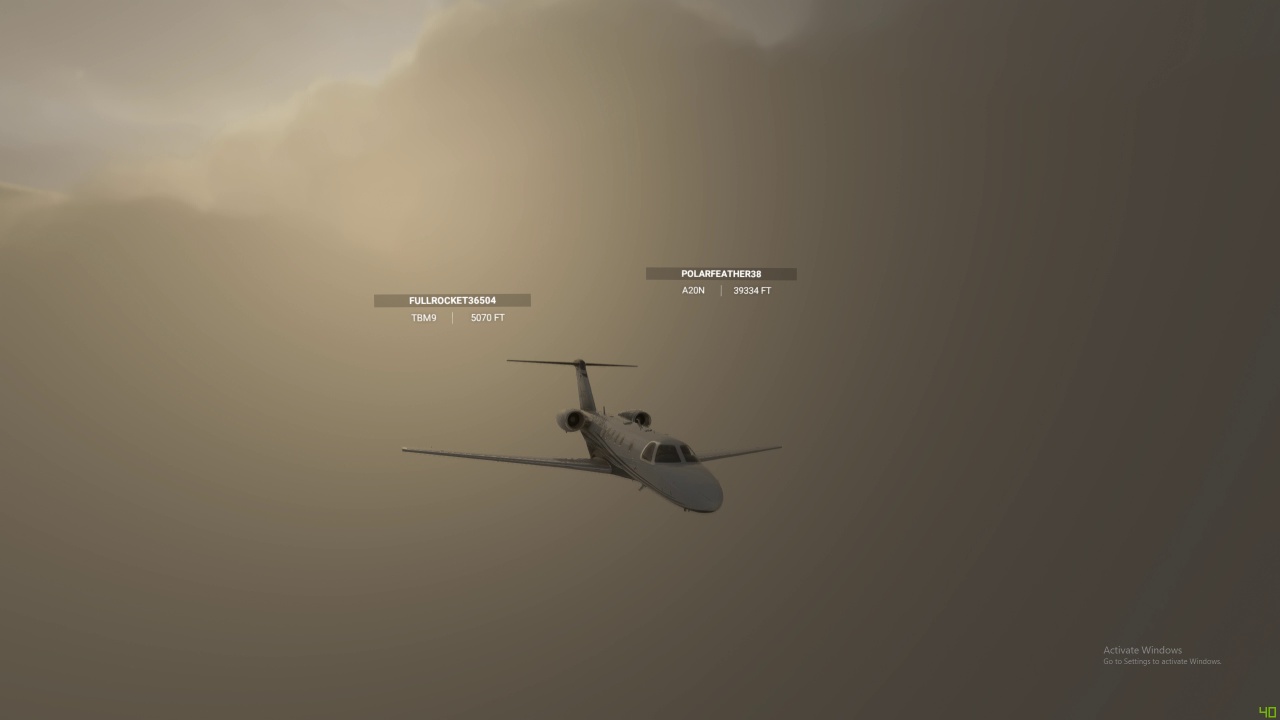 POLARFEATHER38
A20N | 39334 FT
FULLROCKET36504
TBM9 | 5070 FT
Activate Windows
Go to Settings to activate Windows.
40